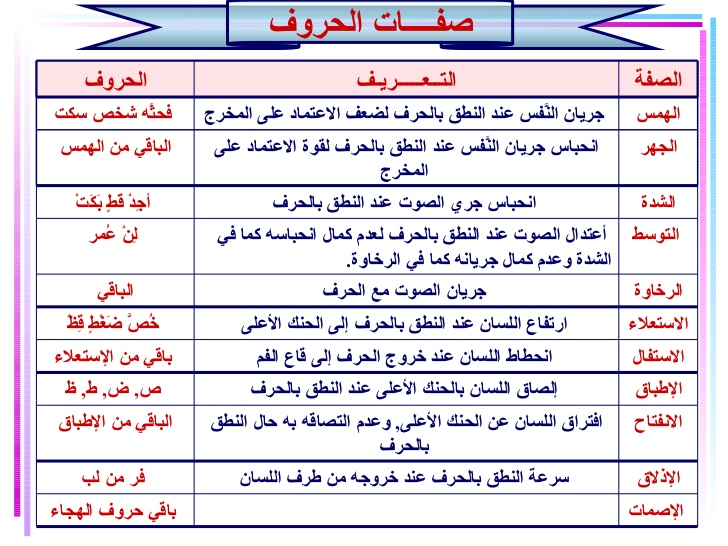 صفــــات الحروف
الصفة التــعـــــريـف الحروف
الهمس جريان النَّفس عند النطق بالحرف لضعف الاعتماد على المخرج فحثَّه شخص سكت
الجهر انحباس جريان النَّفس عند النطق بالحرف لقوة الاعتماد على الباقي من الهمس
المخرج
الشدة انحباس جري الصوت عند النطق بالحرف أجِدْ قطٍ بَكَتْ
التوسط أعتدال الصوت عند النطق بالحرف لعدم كمال انحباسه كما في لِنْ عُمر
الشدة وعدم كمال جريانه كما في الرخاوة.
الرخاوة جريان الصوت مع الحرف الباقي
الاستعلاء ارتفاع اللسان عند النطق بالحرف إلى الحنك الأعلى خُصَّ ضَغْطٍ قِظْ
الاستفال انحطاط اللسان عند خروج الحرف إلى قاع الفم باقي من الإستعلاء
الإطباق إلصاق اللسان بالحنك الأعلى عند النطق بالحرف ص, ض, ط, ظ
الانفتاح افتراق اللسان عن الحنك الأعلى, وعدم التصاقه به حال النطق الباقي من الإطباق
بالحرف
الإذلاق سرعة النطق بالحرف عند خروجه من طرف اللسان فر من لب
الإصمات باقي حروف الهجاء